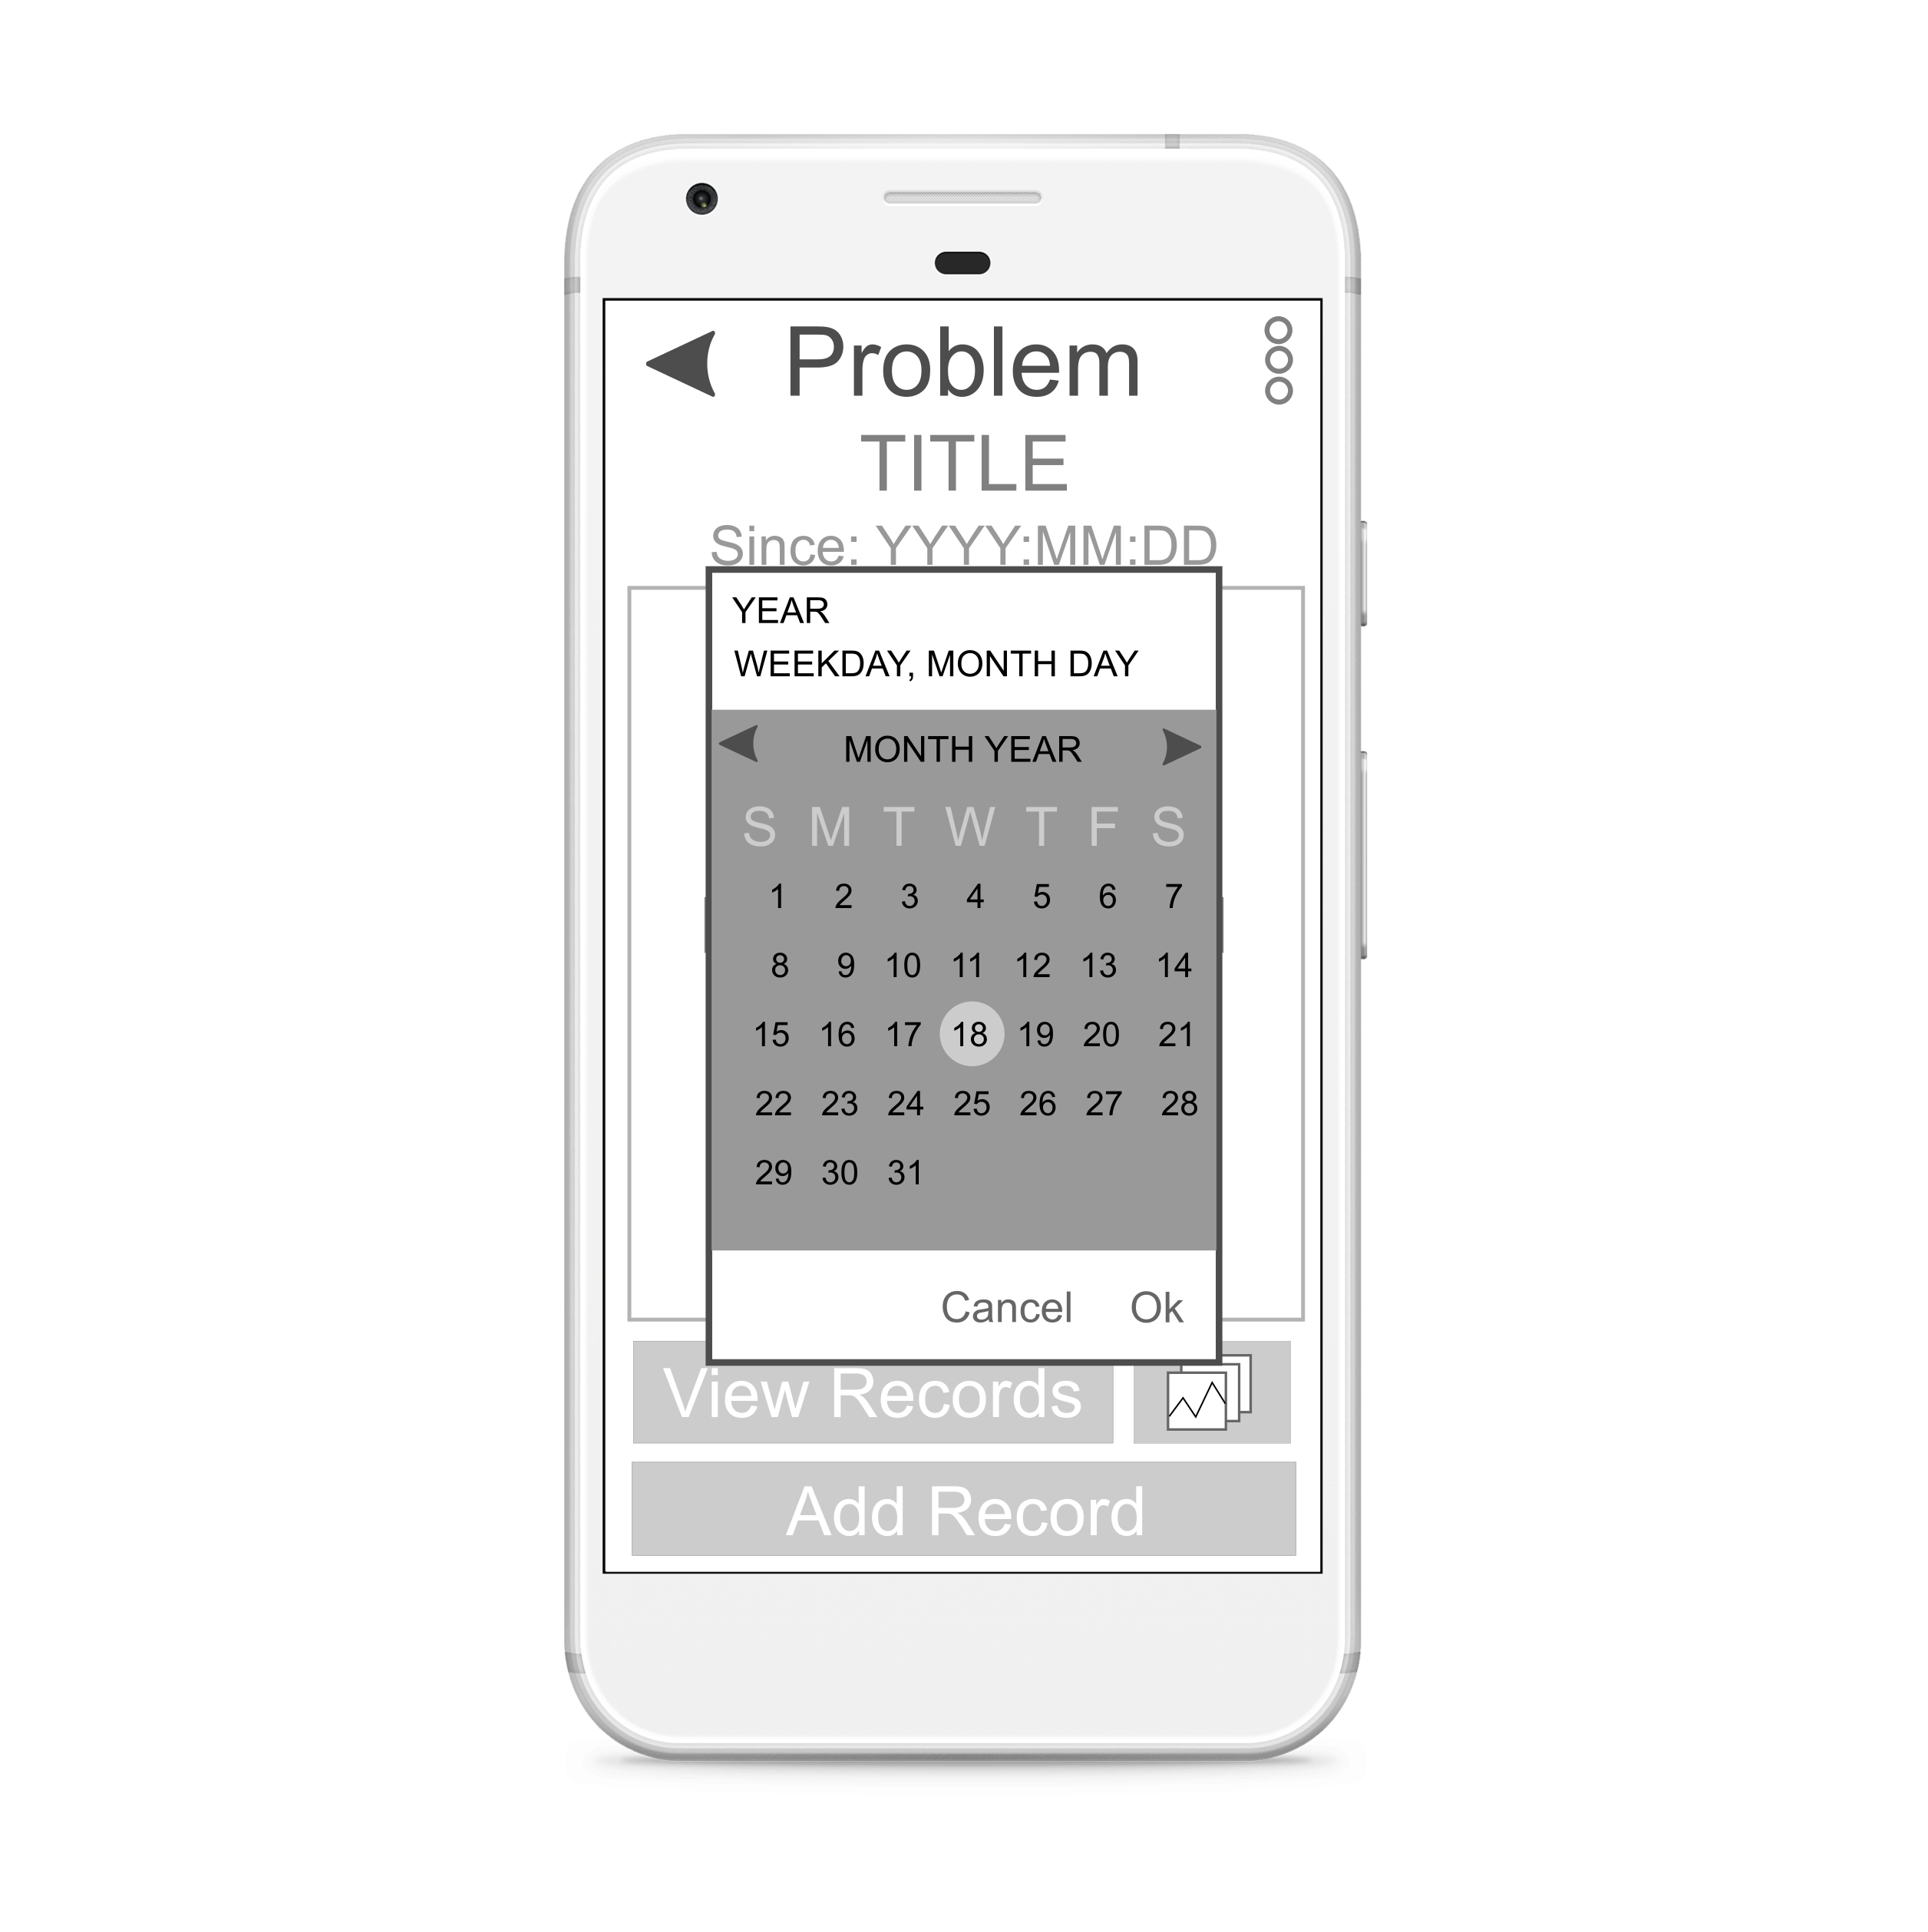 Problem
TITLE
Since: YYYY:MM:DD
YEAR
WEEKDAY, MONTH DAY
MONTH YEAR
S M T W T F S
1 2 3 4 5 6 7
8 9 10 11 12 13 14
15 16 17 18 19 20 21
22 23 24 25 26 27 28
29 30 31
Cancel Ok
View Records
Add Record